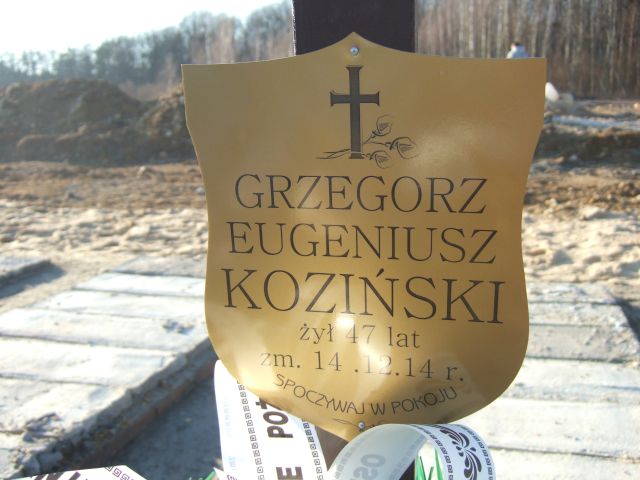 GRZEGORZ
EUGENIUSZ
KOZIŃSKI
żył 47 lat
zm. 14 .12.14 r.
SPOCZYWAJ W POKOJU